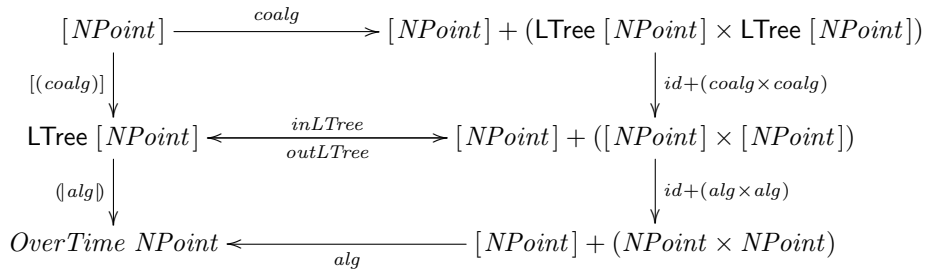 [NPoint] coalg [NPoint] + (LTree [NPoint] × LTree [NPoint])
[(coalg)] id+(coalg×coalg)
LTree [NPoint] inLTree [NPoint] + ([NPoint] × [NPoint])
outLTree
(|alg|) id+(alg×alg)
OverTime NPoint alg [NPoint] + (NPoint × NPoint)